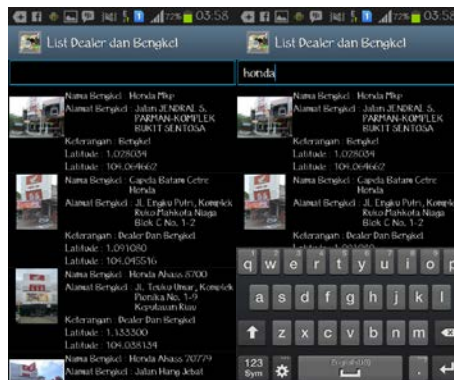 72% 03:58
List Dealer dan Bengkel
Nama Bengkel : Honda Mkp
Alamat Bengkel : Jalan JENDRAL S.
PARMAN-KOMPLEK
BUKIT SENTOSA
Keterangan : Bengkel
Latitude : 1,028034
Latitude : 104,064662
Nama Bengkel : Capella Batam Cetre
Honda
Alamat Bengkel : JL Engku Putri, Komplek
Ruko Mahkota Niaga
Blok C No. 1-2
Keterangan : Dealer Dan Bengkel
Latitude : 1,091080
Latitude : 104,045516
Nama Bengkel : Honda Ahass 8700
Alamat Bengkel : JL Teuku Umar, Komplek
Pionika No. 1-9
Kepulauan Riau
Keterangan : Dealer Dan Bengkel
Latitude : 1,133300
Latitude : 104,038134
Nama Bengkel : Honda Ahass 70779
Alamat Bengkel : Jalan Hang Jebat
72% 03:58
List Dealer dan Bengkel
honda
Nama Bengkel : Honda Mkp
Alamat Bengkel : Jalan JENDRAL S.
PARMAN-KOMPLEK
BUKIT SENTOSA
Keterangan : Bengkel
Latitude : 1,028034
Latitude : 104,064662
Nama Bengkel : Capella Batam Cetre
Honda
Alamat Bengkel : JL Engku Putri, Komplek
Ruko Mahkota Niaga
Blok C No. 1-2
Keterangan : Dealer Dan Bengkel
q w e r t y u i o p
a s d f g h j k l
z x c v b n m
123
Sym
English(US)
.